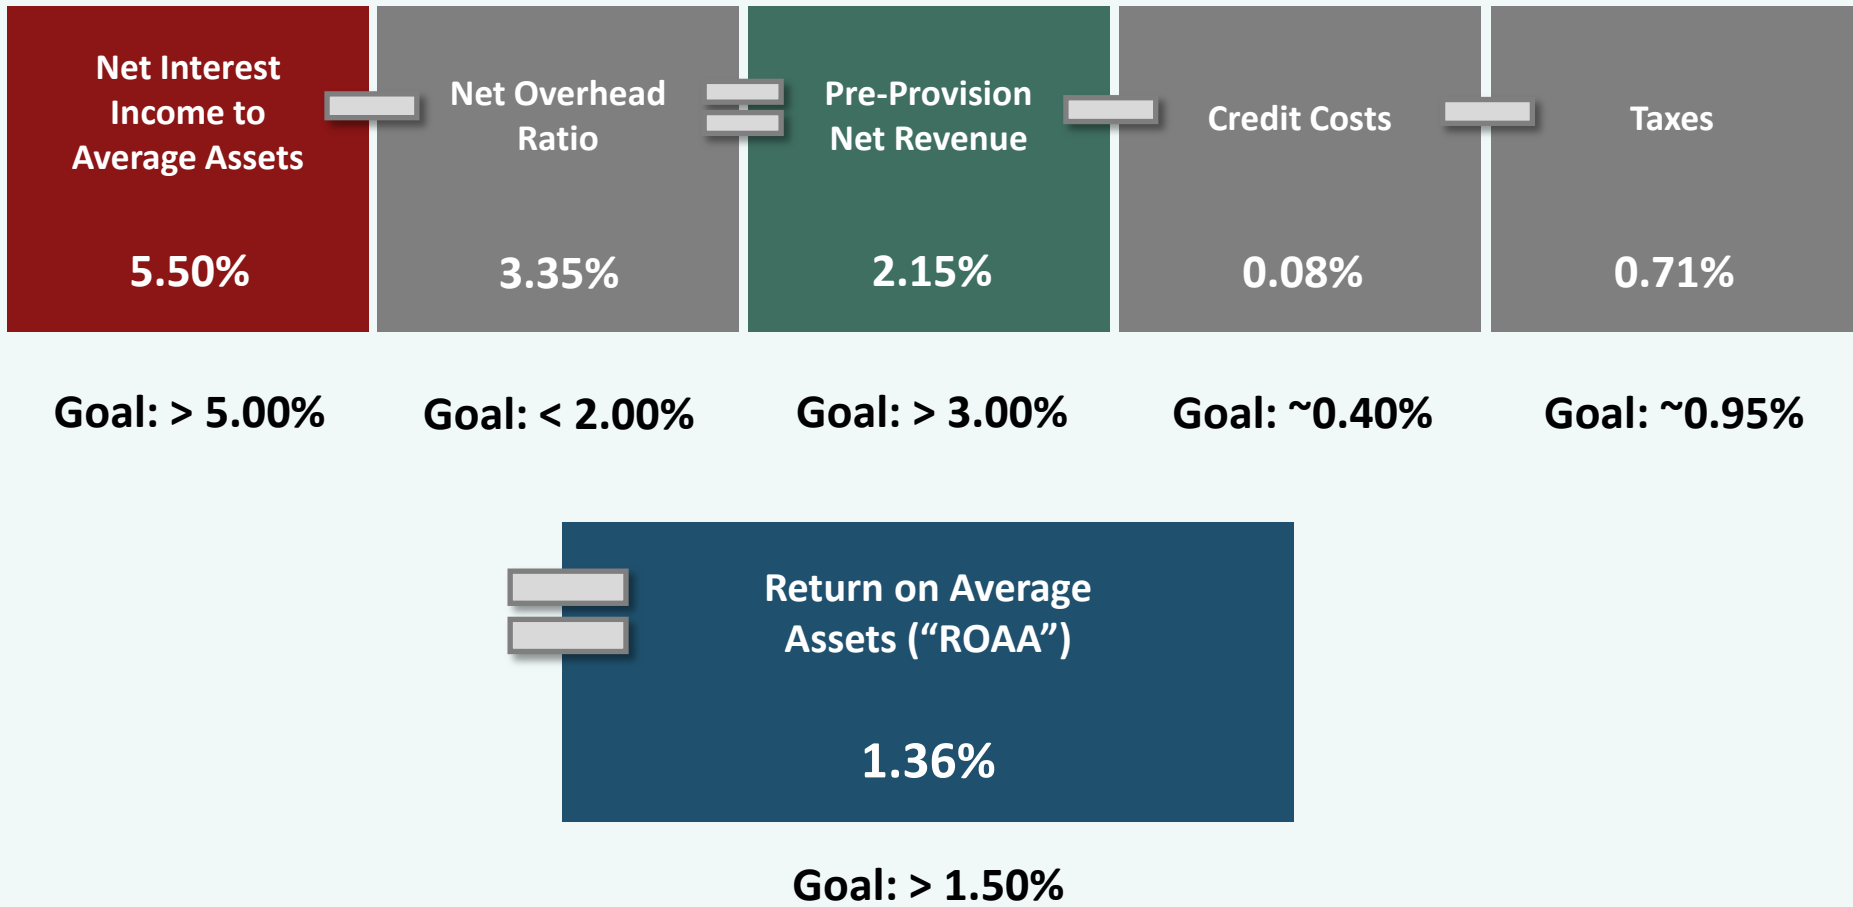 Net Interest
Income to
Average Assets
5.50%
Net Overhead
Ratio
3.35%
Pre-Provision
Net Revenue
2.15%
Credit Costs
0.08%
Taxes
0.71%
Goal: > 5.00%
Goal: < 2.00%
Goal: > 3.00%
Goal: ~0.40%
Goal: ~0.95%
Return on Average
Assets (“ROAA”)
1.36%
Goal: > 1.50%